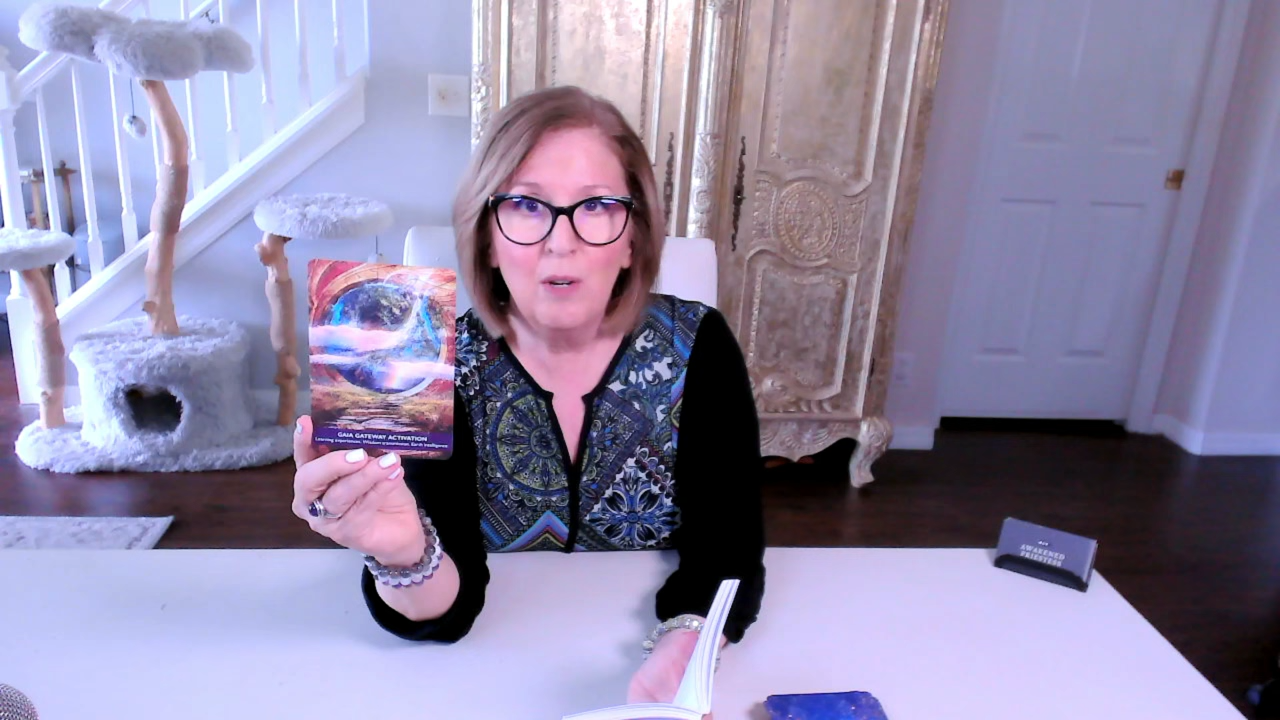 GAIA GATEWAY ACTIVATION
Learning experiences. Wisdom transmission. Earth intelligence
AWAKENED
PRIESTESS